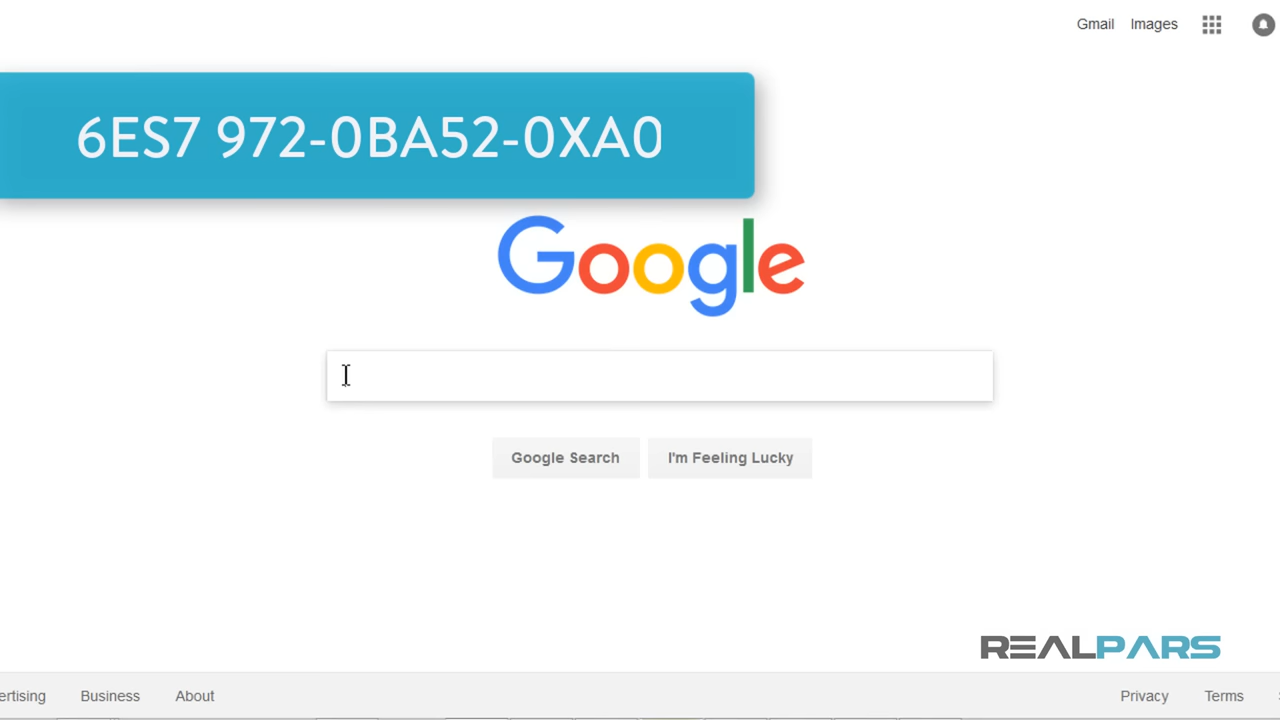 Gmail Images
6ES7 972-0BA52-0XA0
Google
Google Search I'm Feeling Lucky
REALPARS
ertising Business About Privacy Terms